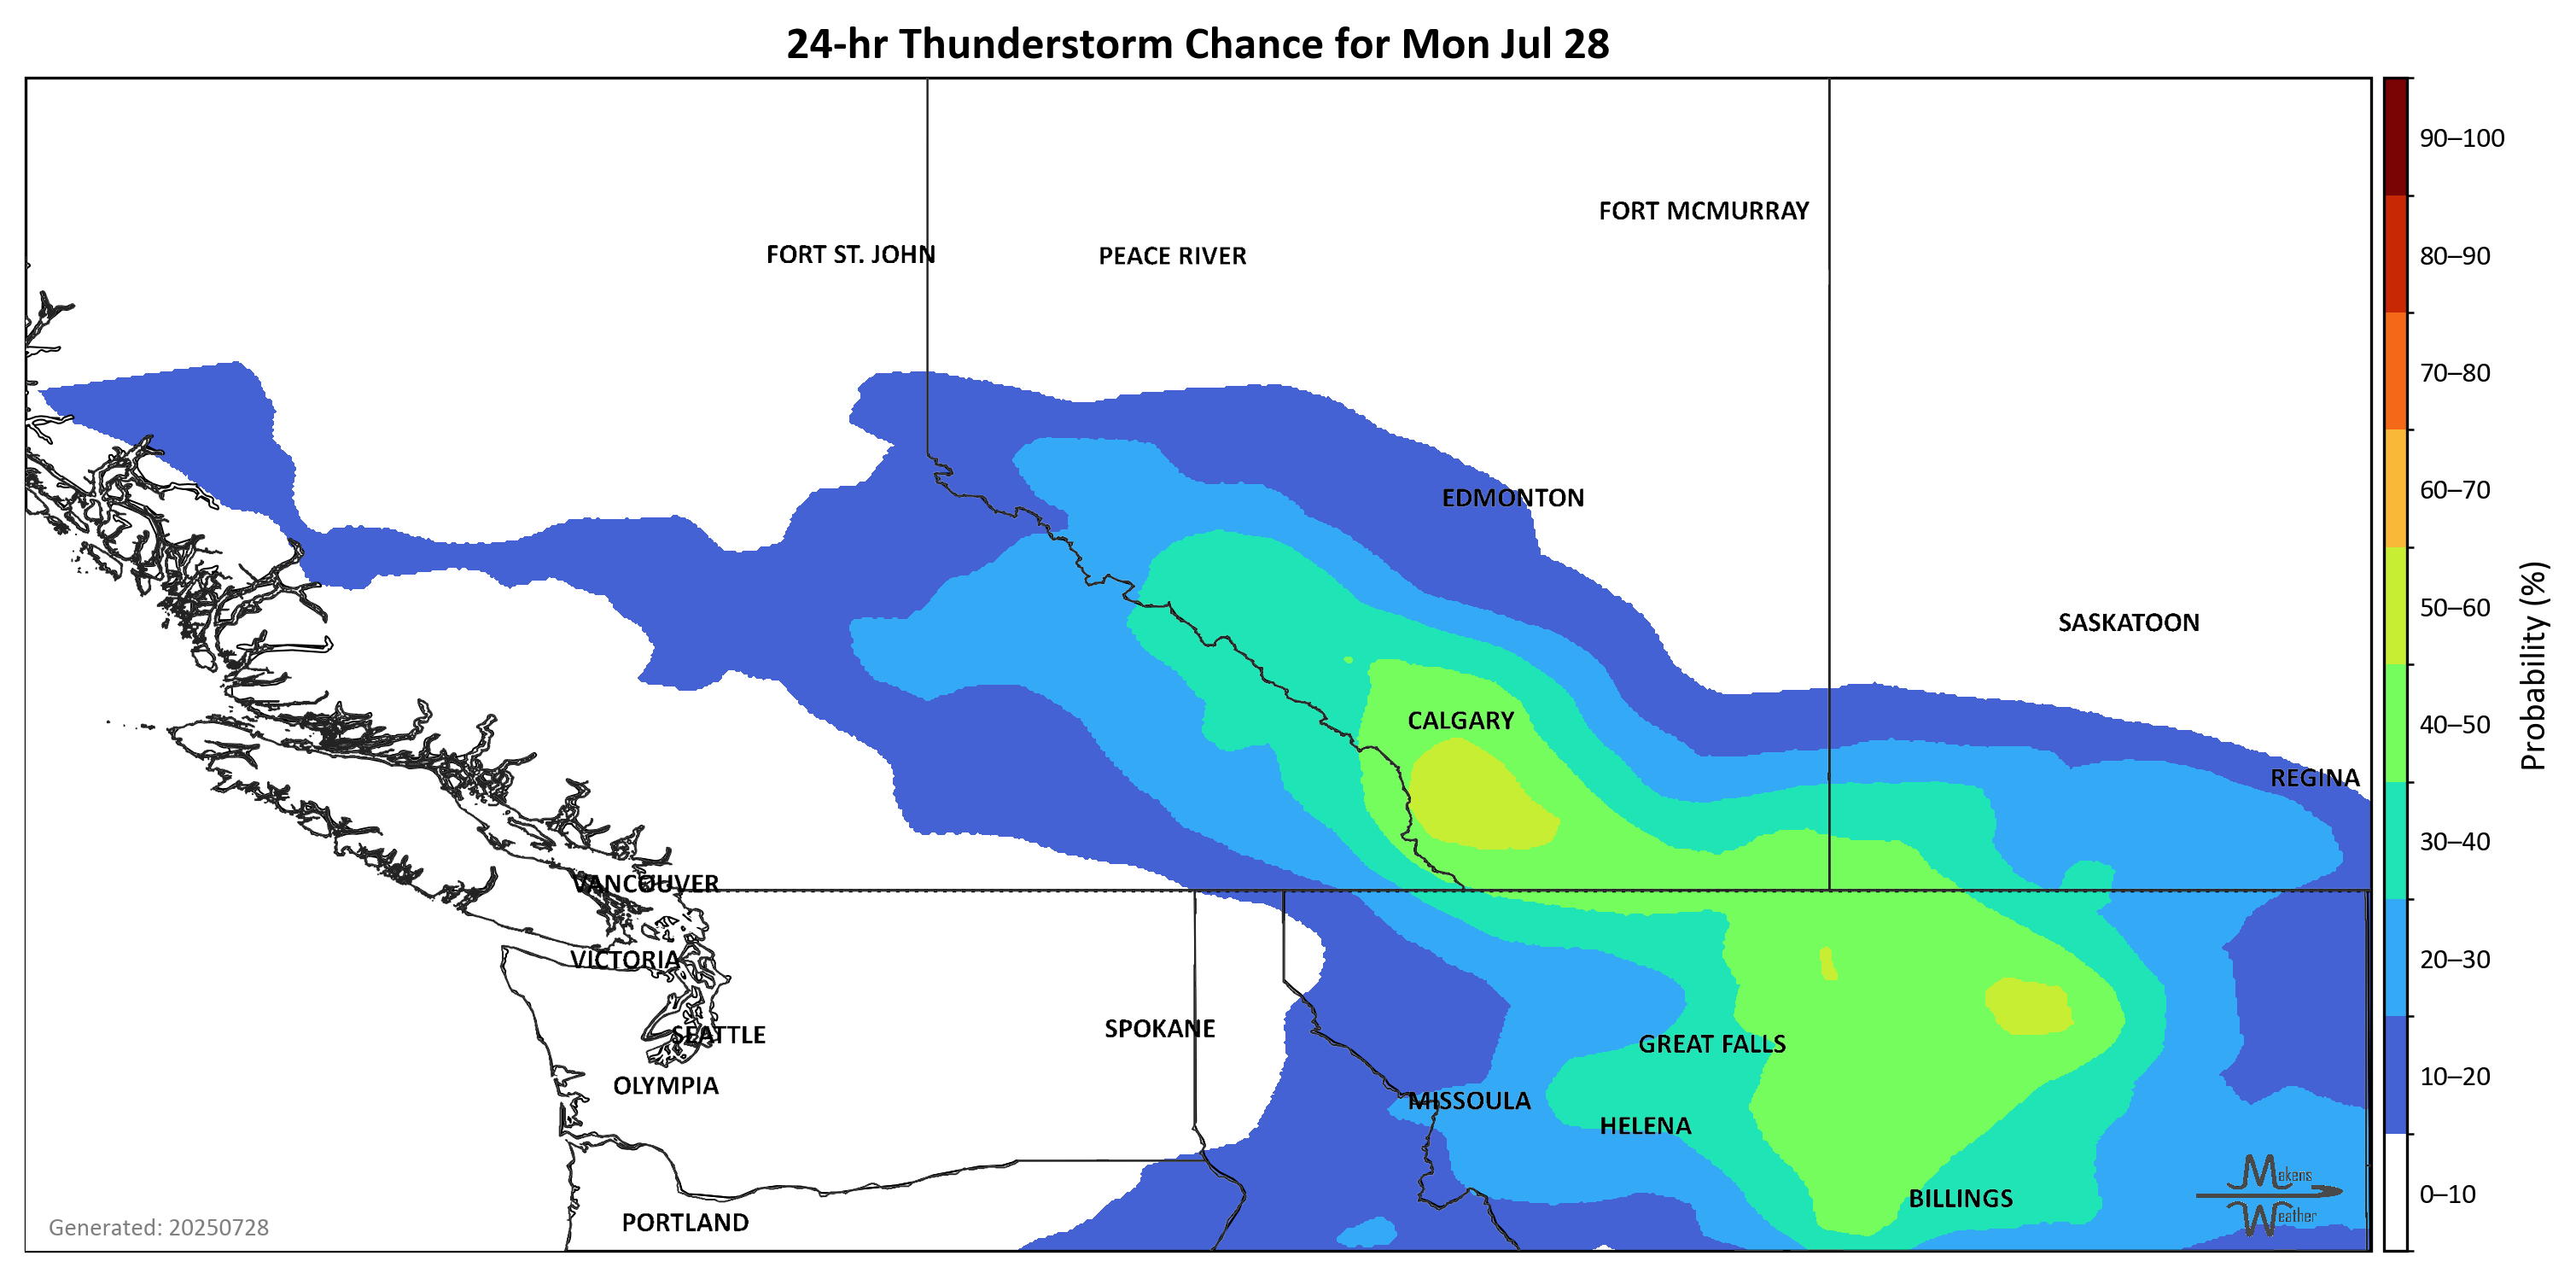 24-hr Thunderstorm Chance for Mon Jul 28
90–100
FORT MCMURRAY
FORT ST. JOHN
PEACE RIVER
80–90
70–80
EDMONTON
60–70
SASKATOON
50–60
CALGARY
40–50
REGINA
Probability (%)
30–40
VANCOUVER
VICTORIA
20–30
SEATTLE
SPOKANE
GREAT FALLS
OLYMPIA
10–20
MISSOULA
HELENA
Makens
Weather
BILLINGS
0–10
PORTLAND
Generated: 20250728